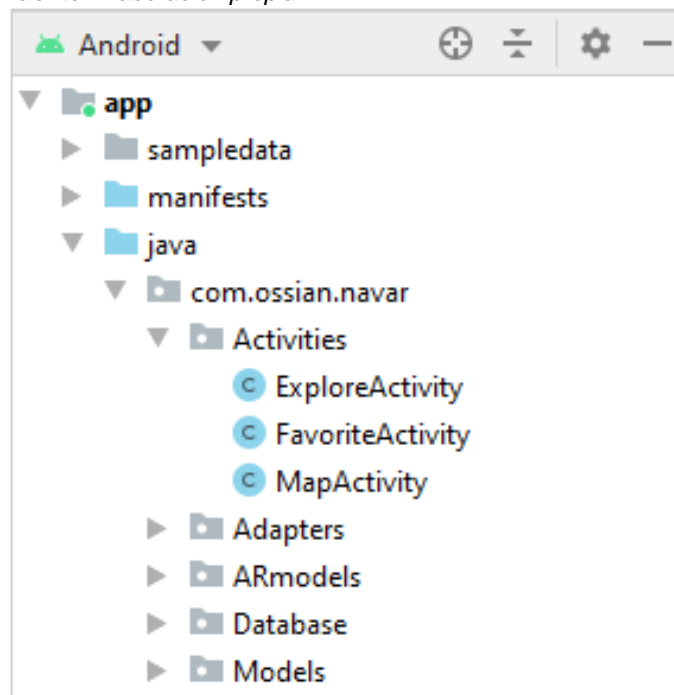 Android
app
sampledata
manifests
java
com.ossian.navar
Activities
C ExploreActivity
C FavoriteActivity
C MapActivity
Adapters
ARmodels
Database
Models